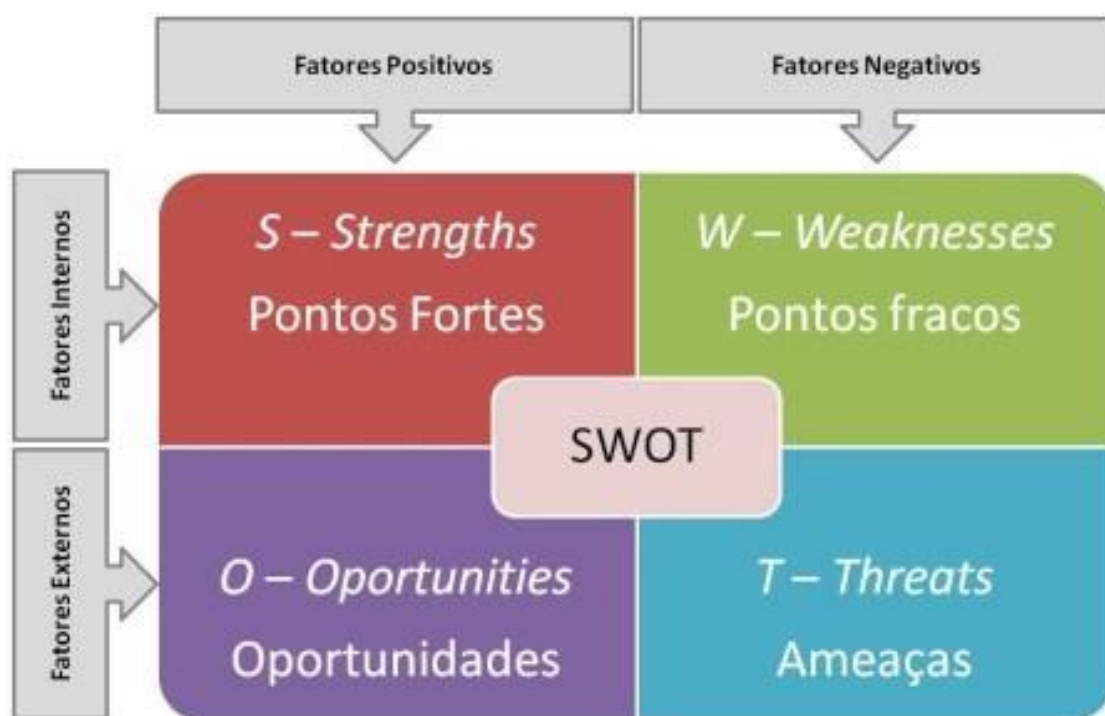 Fatores Positivos
Fatores Negativos
Fatores Internos
S – Strengths
Pontos Fortes
W – Weaknesses
Pontos fracos
SWOT
Fatores Externos
O – Oportunities
Oportunidades
T – Threats
Ameaças